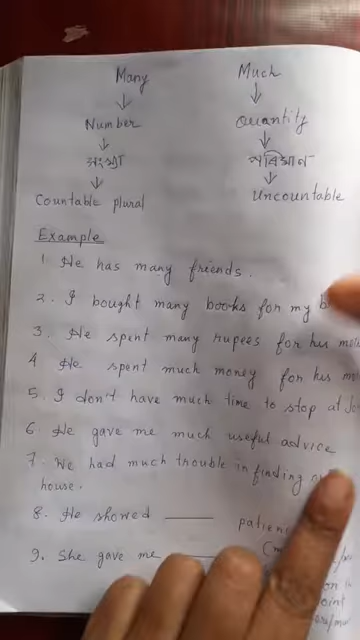 Many Much
Number Quantity
সংখ্যা পরিমান
Countable plural Uncountable
Example
1. He has many friends.
2. I bought many books for my
3. He spent many rupees for his
4 He spent much money for his
5. I don't have much time to stop at
6. He gave me much useful advice
7. We had much trouble in finding
house.
8. He showed ____
9. She gave me ____